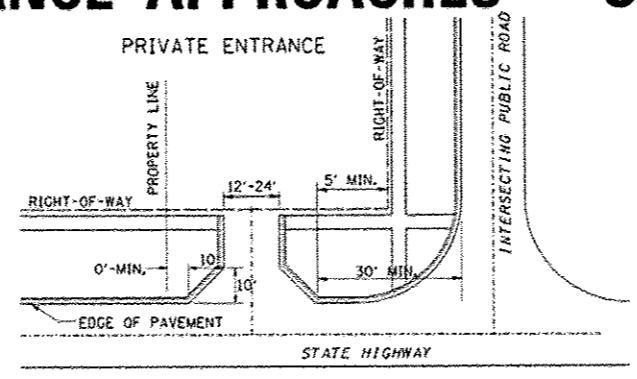 PRIVATE ENTRANCE
PROPERTY LINE
RIGHT-OF-WAY
INTERSECTING PUBLIC ROAD
12'-24'
5' MIN.
RIGHT-OF-WAY
0'-MIN.
10'
10'
30' MIN.
EDGE OF PAVEMENT
STATE HIGHWAY